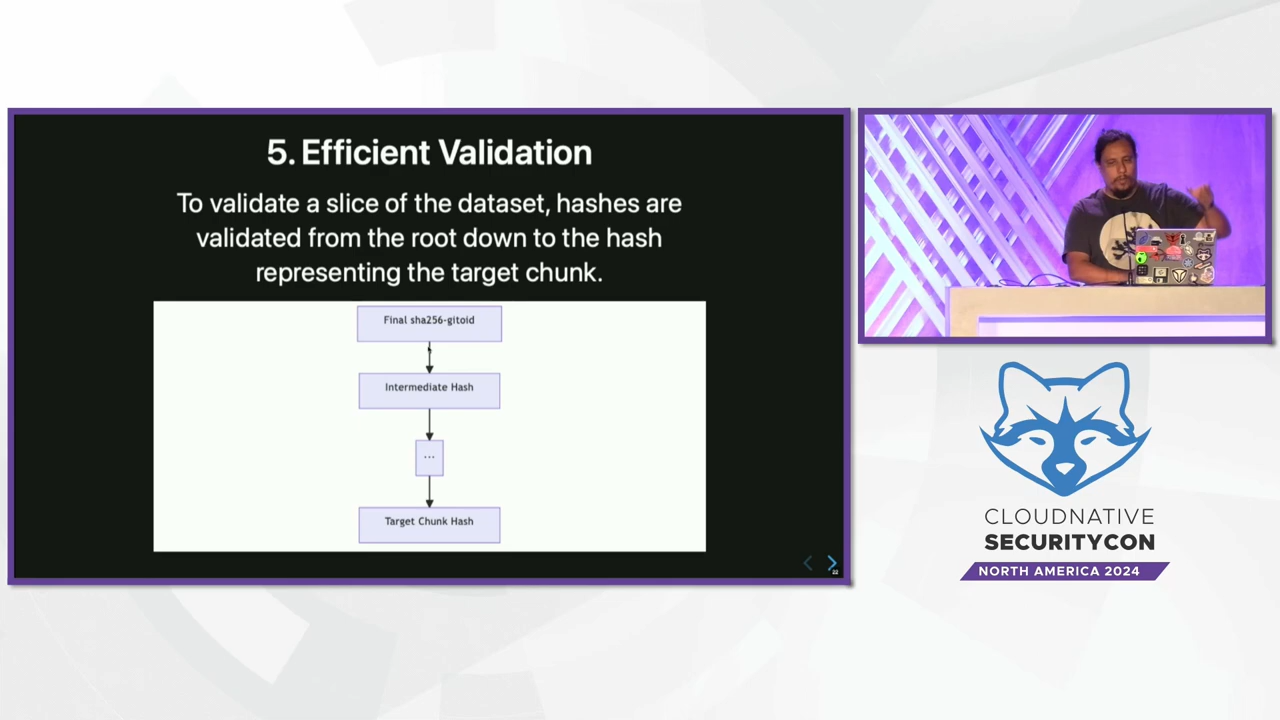 5. Efficient Validation
To validate a slice of the dataset, hashes are
validated from the root down to the hash
representing the target chunk.
Final sha256-gitoid
Intermediate Hash
...
Target Chunk Hash
22
CLOUDNATIVE
SECURITYCON
NORTH AMERICA 2024